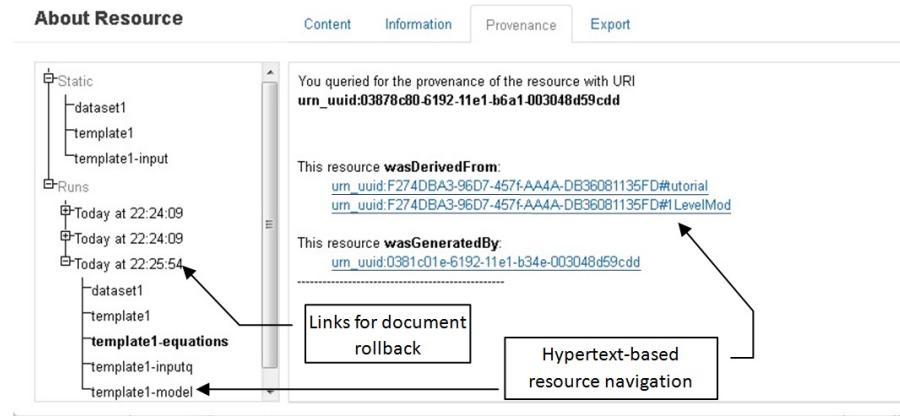 About Resource
Content
Information
Provenance
Export
Static
dataset1
template1
template1-input
Runs
Today at 22:24:09
Today at 22:24:09
Today at 22:25:54
dataset1
template1
template1-equations
template1-inputq
template1-model
You queried for the provenance of the resource with URI
urn_uuid:03878c80-6192-11e1-b6a1-003048d59cdd
This resource wasDerivedFrom:
urn_uuid:F274DBA3-96D7-457f-AA4A-DB36081135FD#tutorial
urn_uuid:F274DBA3-96D7-457f-AA4A-DB36081135FD#1LevelMod
This resource wasGeneratedBy:
urn_uuid:0381c01e-6192-11e1-b34e-003048d59cdd
Links for document
rollback
Hypertext-based
resource navigation